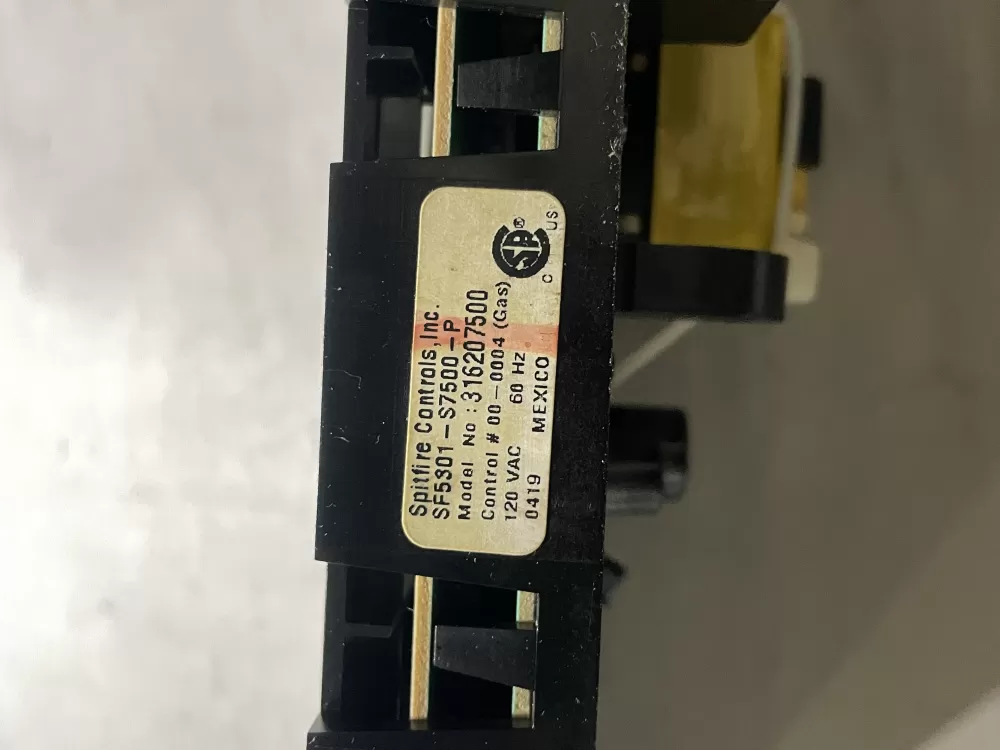 Spitfire Controls, Inc.
SF5301-S7500-P
Model No : 316207500
Control # 00-0004 (Gas)
120 VAC 60 Hz
0419 MEXICO
C SP ® US